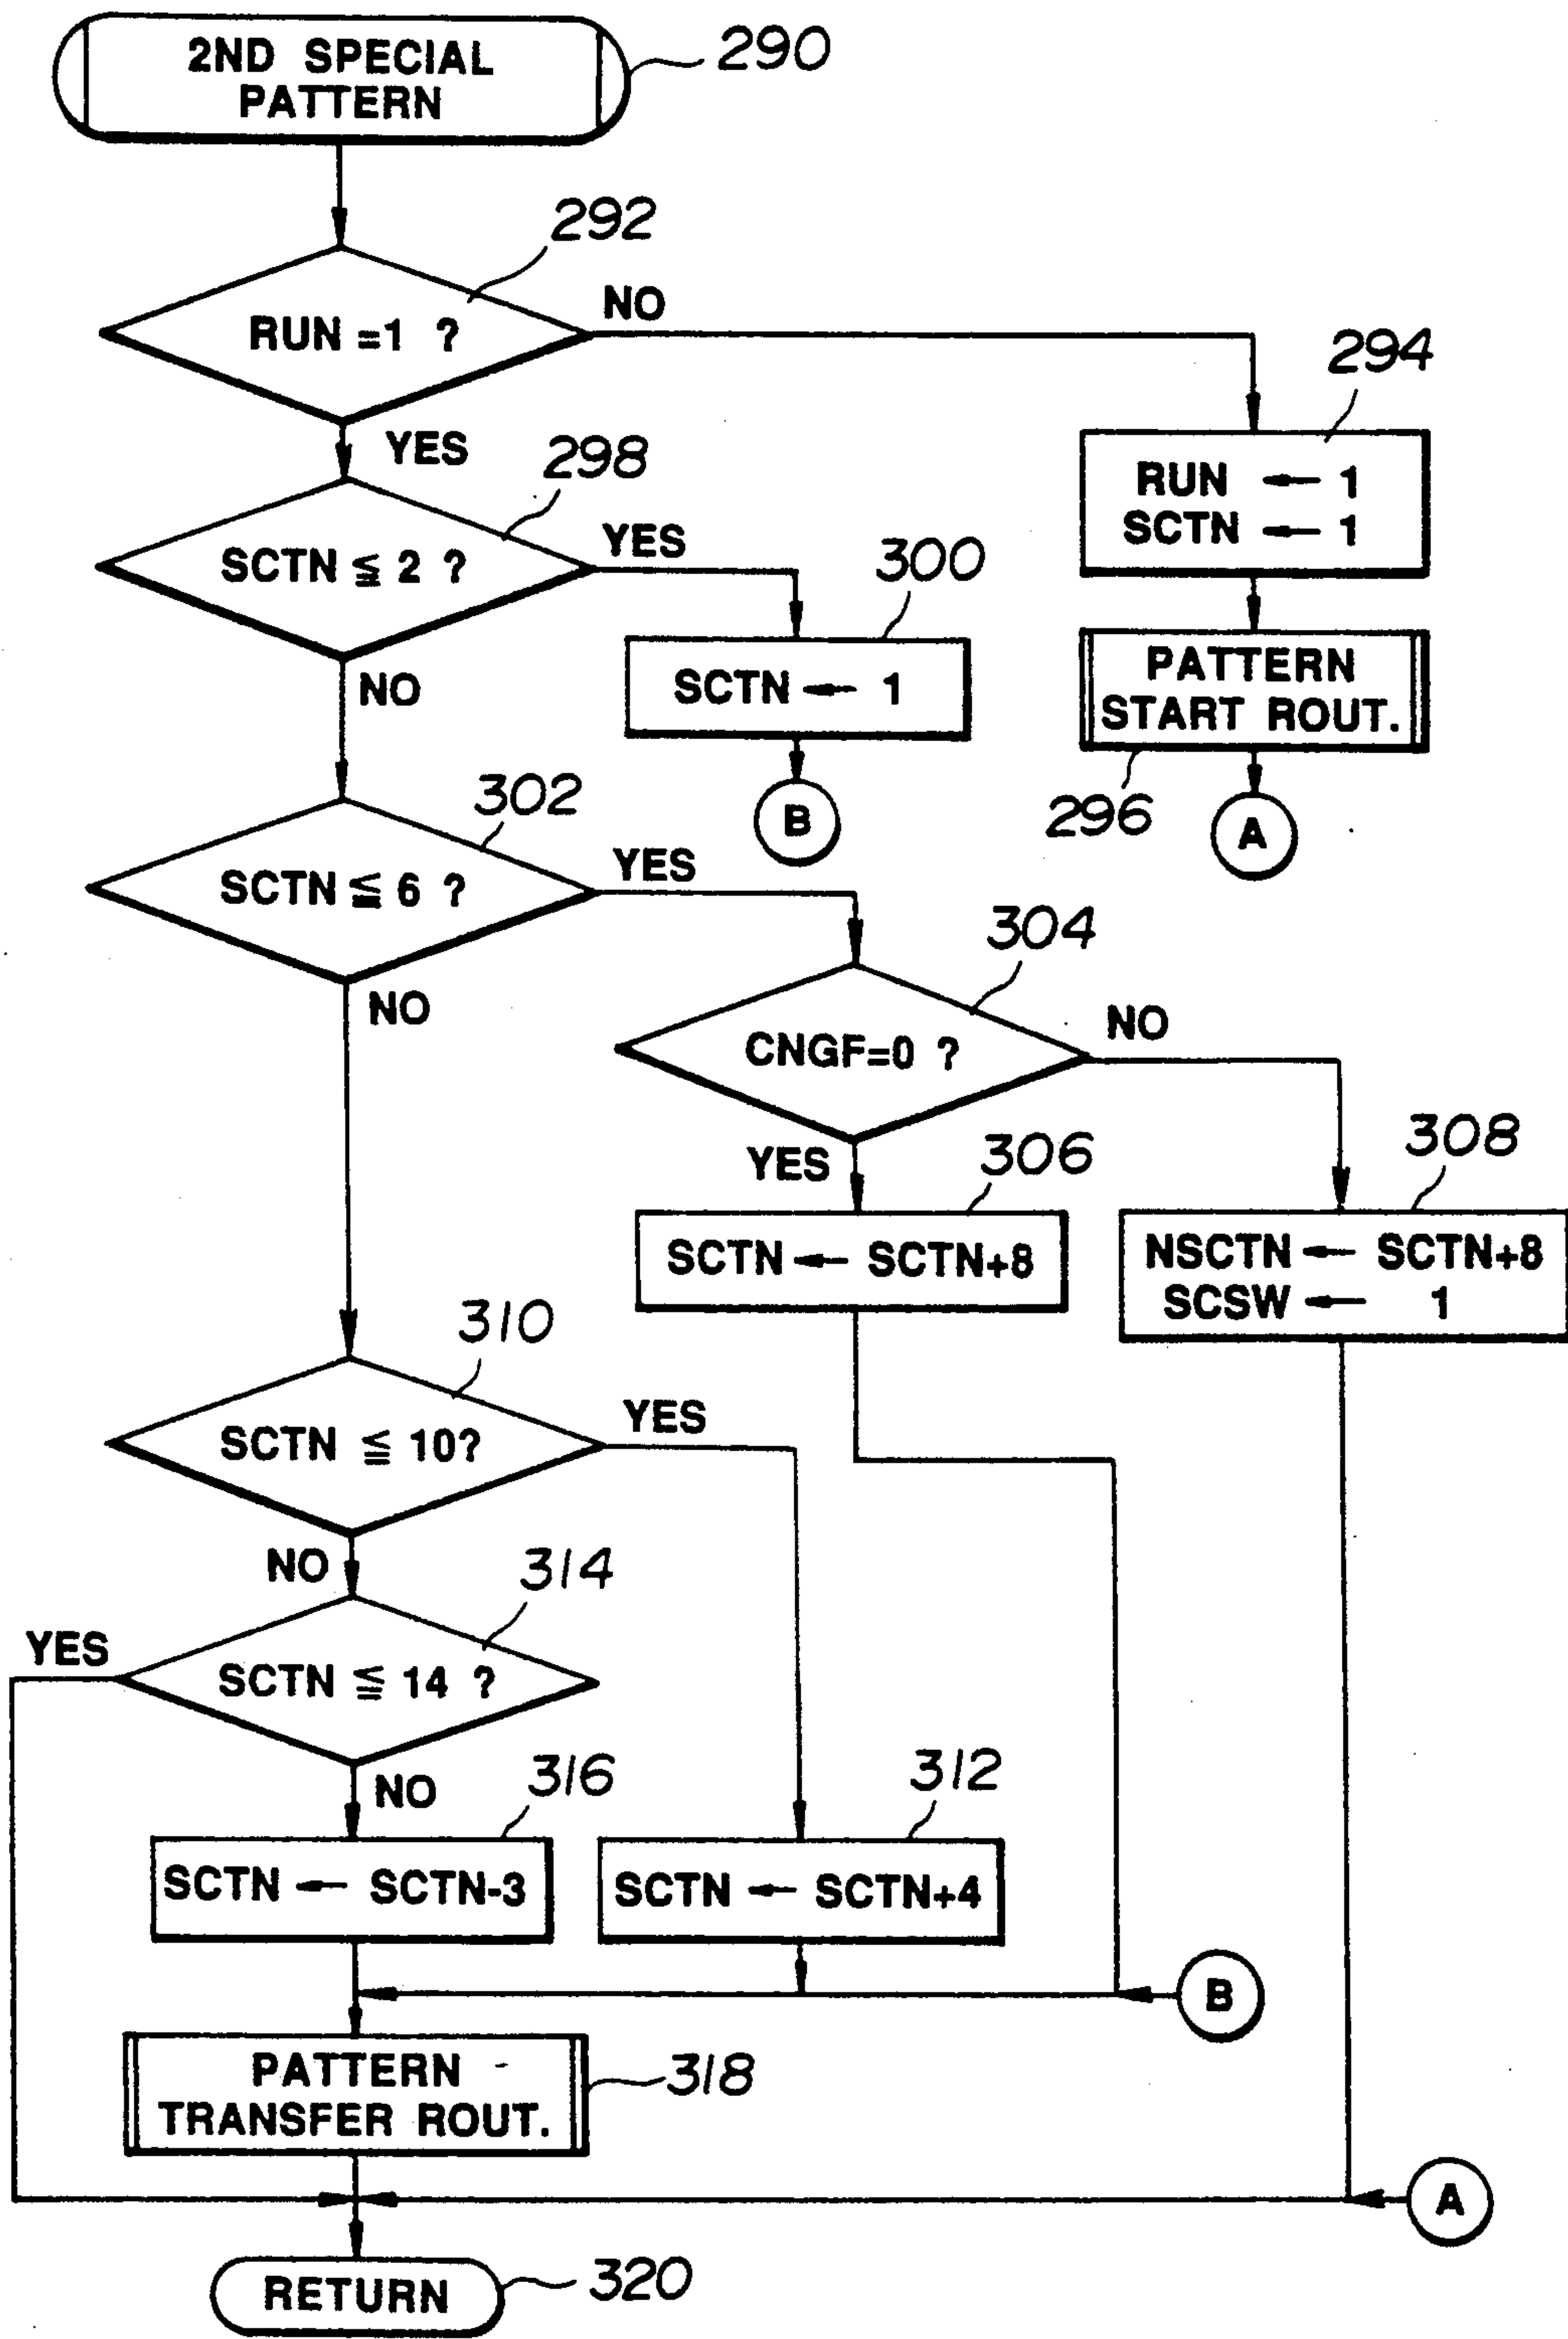 2ND SPECIAL
PATTERN
290
292
RUN =1 ?
NO
YES
294
RUN ← 1
SCTN ← 1
298
SCTN ≦ 2 ?
YES
NO
300
SCTN ← 1
PATTERN
START ROUT.
296
B
A
302
SCTN ≦ 6 ?
YES
NO
304
CNGF=0 ?
NO
YES
306
SCTN ← SCTN+8
308
NSCTN ← SCTN+8
SCSW ← 1
310
SCTN ≦ 10?
YES
NO
314
YES
SCTN ≦ 14 ?
NO
316
SCTN ← SCTN-3
312
SCTN ← SCTN+4
B
PATTERN
TRANSFER ROUT.
318
A
RETURN
320